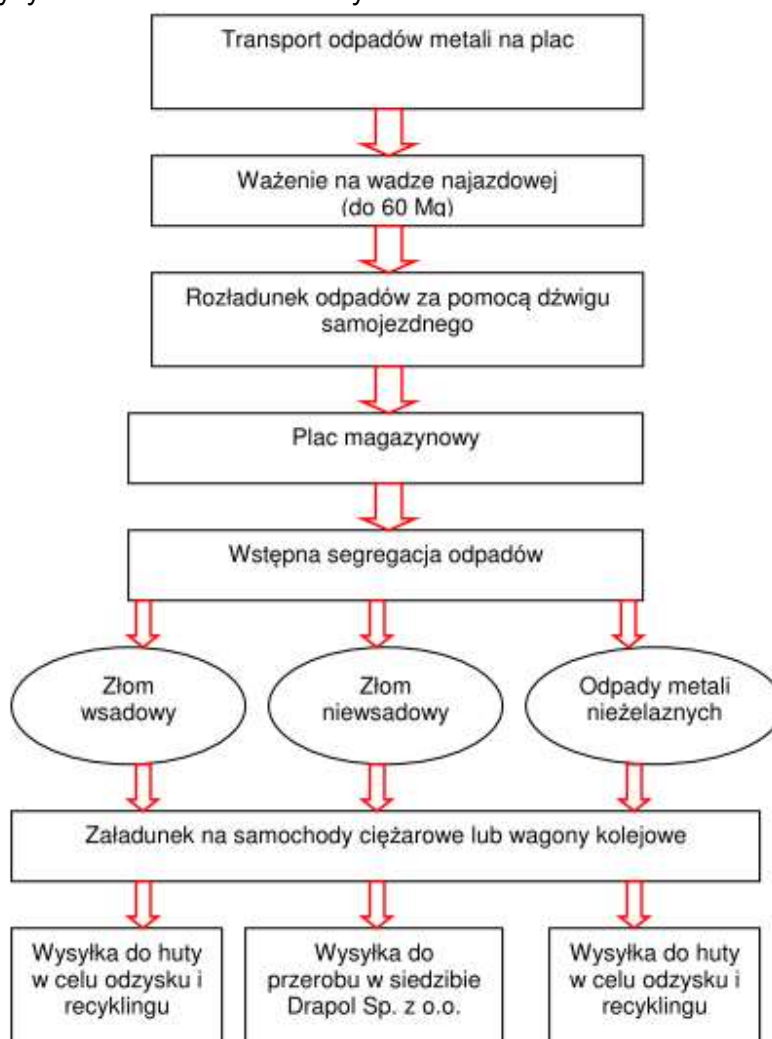 Transport odpadów metali na plac
Ważenie na wadze najazdowej
(do 60 Mg)
Rozładunek odpadów za pomocą dźwigu
samojezdnego
Plac magazynowy
Wstępna segregacja odpadów
Złom
wsadowy
Złom
niewsadowy
Odpady metali
nieżelaznych
Załadunek na samochody ciężarowe lub wagony kolejowe
Wysyłka do huty
w celu odzysku i
recyklingu
Wysyłka do
przerobu w siedzibie
Drapol Sp. z o.o.
Wysyłka do huty
w celu odzysku i
recyklingu